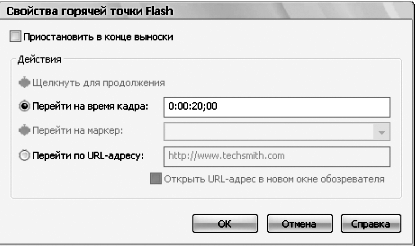 Свойства горячей точки Flash
Приостановить в конце выноски
Действия
Щелкнуть для продолжения
Перейти на время кадра: 0:00:20;00
Перейти на маркер:
Перейти по URL-адресу: http://www.techsmith.com
Открыть URL-адрес в новом окне обозревателя
ОК Отмена Справка